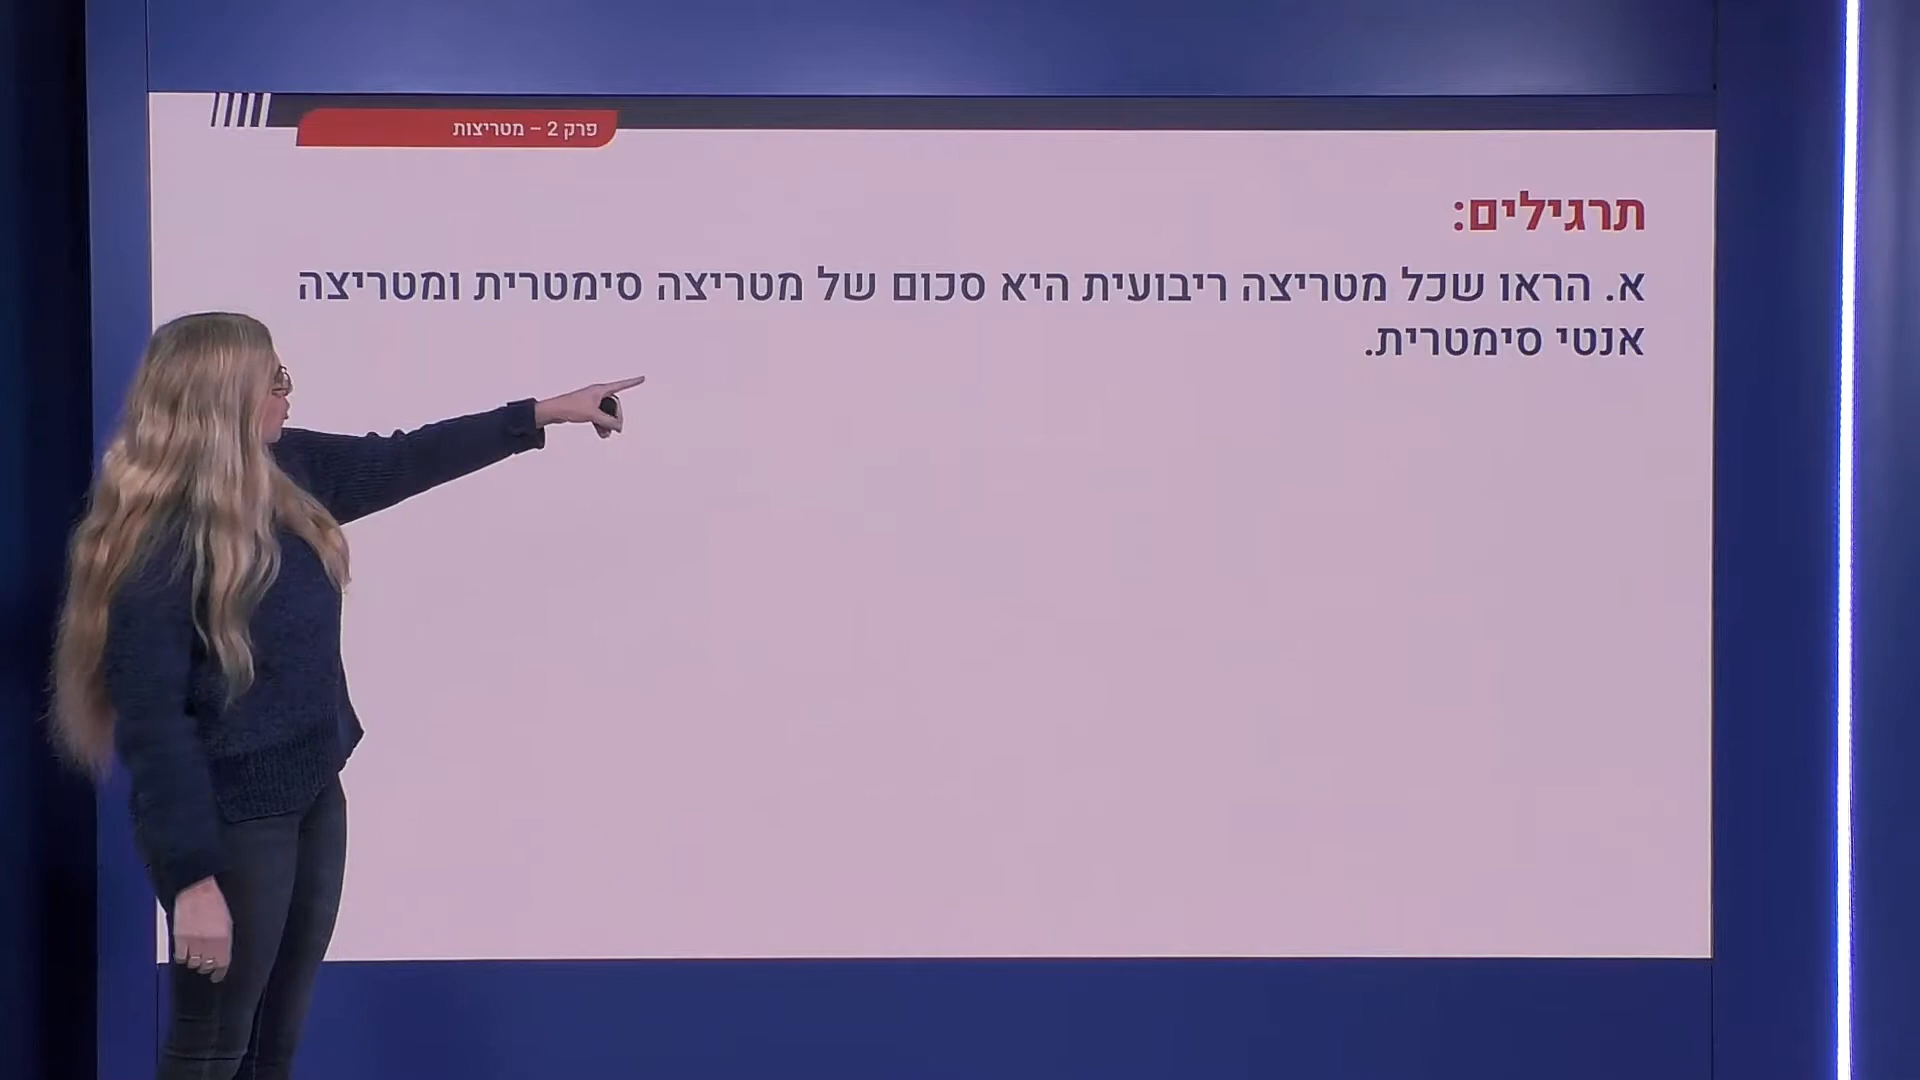 פרק 2 – מטריצות
תרגילים:
א. הראו שכל מטריצה ריבועית היא סכום של מטריצה סימטרית ומטריצה
אנטי סימטרית.